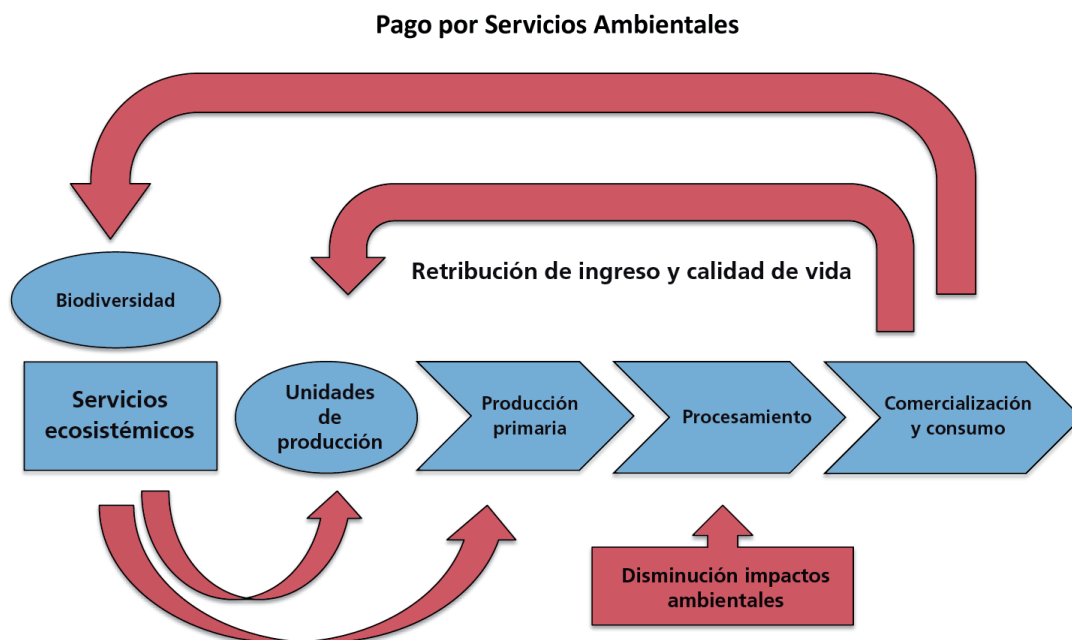 Pago por Servicios Ambientales
Retribución de ingreso y calidad de vida
Biodiversidad
Servicios
ecosistémicos
Unidades
de
producción
Producción
primaria
Procesamiento
Comercialización
y consumo
Disminución impactos
ambientales